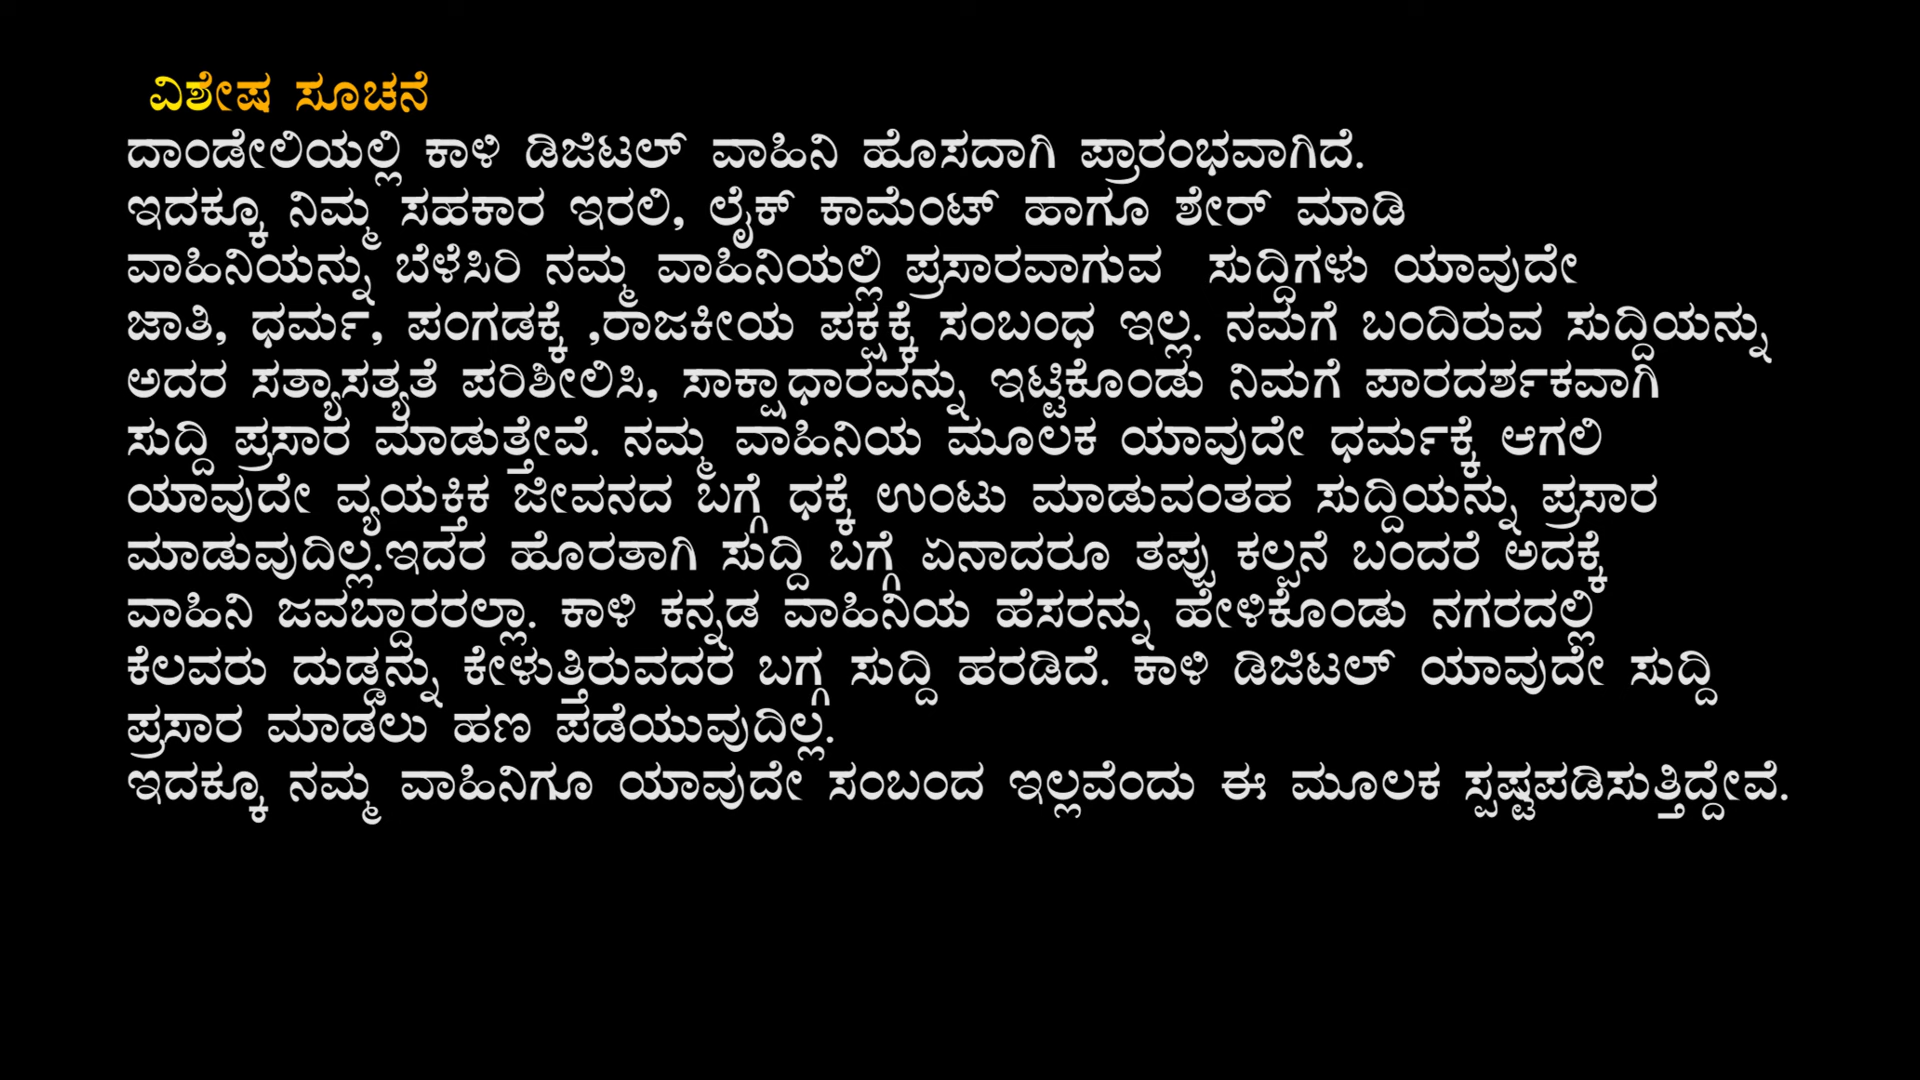 ವಿಶೇಷ ಸೂಚನೆ
ದಾಂಡೇಲಿಯಲ್ಲಿ ಕಾಳಿ ಡಿಜಿಟಲ್ ವಾಹಿನಿ ಹೊಸದಾಗಿ ಪ್ರಾರಂಭವಾಗಿದೆ.
ಇದಕ್ಕೂ ನಿಮ್ಮ ಸಹಕಾರ ಇರಲಿ, ಲೈಕ್ ಕಾಮೆಂಟ್ ಹಾಗೂ ಶೇರ್ ಮಾಡಿ
ವಾಹಿನಿಯನ್ನು ಬೆಳೆಸಿರಿ ನಮ್ಮ ವಾಹಿನಿಯಲ್ಲಿ ಪ್ರಸಾರವಾಗುವ ಸುದ್ದಿಗಳು ಯಾವುದೇ
ಜಾತಿ, ಧರ್ಮ, ಪಂಗಡಕ್ಕೆ ,ರಾಜಕೀಯ ಪಕ್ಷಕ್ಕೆ ಸಂಬಂಧ ಇಲ್ಲ. ನಮಗೆ ಬಂದಿರುವ ಸುದ್ದಿಯನ್ನು
ಅದರ ಸತ್ಯಾಸತ್ಯತೆ ಪರಿಶೀಲಿಸಿ, ಸಾಕ್ಷಾಧಾರವನ್ನು ಇಟ್ಟಿಕೊಂಡು ನಿಮಗೆ ಪಾರದರ್ಶಕವಾಗಿ
ಸುದ್ದಿ ಪ್ರಸಾರ ಮಾಡುತ್ತೇವೆ. ನಮ್ಮ ವಾಹಿನಿಯ ಮೂಲಕ ಯಾವುದೇ ಧರ್ಮಕ್ಕೆ ಆಗಲಿ
ಯಾವುದೇ ವ್ಯಯಕ್ತಿಕ ಜೀವನದ ಬಗ್ಗೆ ಧಕ್ಕೆ ಉಂಟು ಮಾಡುವಂತಹ ಸುದ್ದಿಯನ್ನು ಪ್ರಸಾರ
ಮಾಡುವುದಿಲ್ಲ.ಇದರ ಹೊರತಾಗಿ ಸುದ್ದಿ ಬಗ್ಗೆ ಏನಾದರೂ ತಪ್ಪು ಕಲ್ಪನೆ ಬಂದರೆ ಅದಕ್ಕೆ
ವಾಹಿನಿ ಜವಬ್ದಾರರಲ್ಲಾ. ಕಾಳಿ ಕನ್ನಡ ವಾಹಿನಿಯ ಹೆಸರನ್ನು ಹೇಳಿಕೊಂಡು ನಗರದಲ್ಲಿ
ಕೆಲವರು ದುಡ್ಡನ್ನು ಕೇಳುತ್ತಿರುವದರ ಬಗ್ಗ ಸುದ್ದಿ ಹರಡಿದೆ. ಕಾಳಿ ಡಿಜಿಟಲ್ ಯಾವುದೇ ಸುದ್ದಿ
ಪ್ರಸಾರ ಮಾಡಲು ಹಣ ಪಡೆಯುವುದಿಲ್ಲ.
ಇದಕ್ಕೂ ನಮ್ಮ ವಾಹಿನಿಗೂ ಯಾವುದೇ ಸಂಬಂದ ಇಲ್ಲವೆಂದು ಈ ಮೂಲಕ ಸ್ಪಷ್ಟಪಡಿಸುತ್ತಿದ್ದೇವೆ.